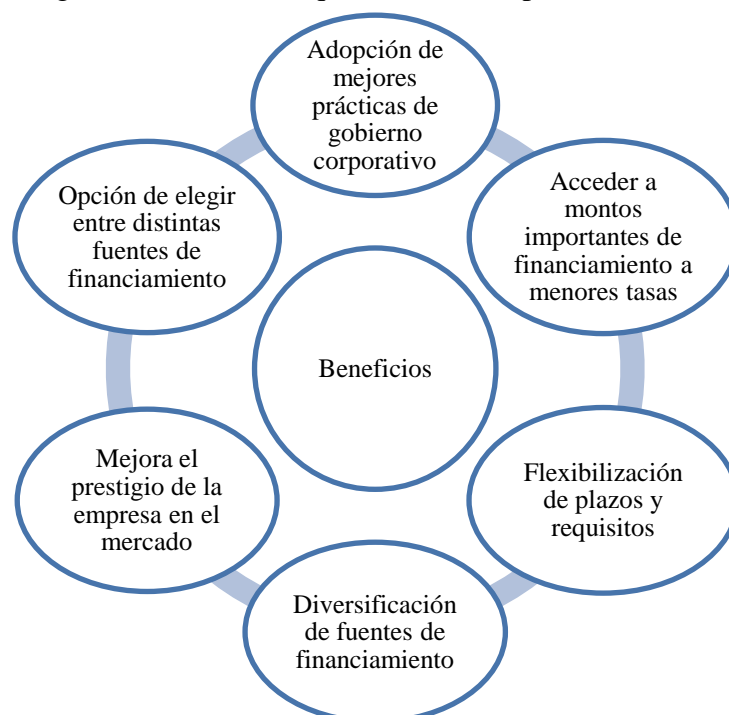 Adopción de
mejores
prácticas de
gobierno
corporativo
Acceder a
montos
importantes de
financiamiento a
menores tasas
Flexibilización
de plazos y
requisitos
Diversificación
de fuentes de
financiamiento
Mejora el
prestigio de la
empresa en el
mercado
Opción de elegir
entre distintas
fuentes de
financiamiento
Beneficios